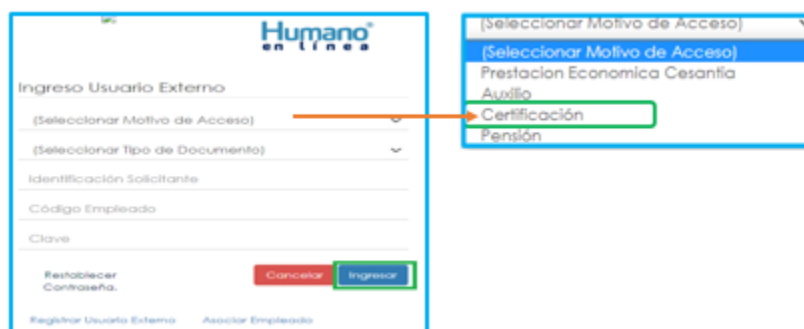 Humano
en línea
Ingreso Usuario Externo
(Seleccionar Motivo de Acceso)
(Seleccionar Tipo de Documento)
Identificación Solicitante
Código Empleado
Clave
Restablecer
Contraseña.
Cancelar
Ingresar
Registrar Usuario Externo
Asociar Empleado
(Seleccionar Motivo de Acceso)
(Seleccionar Motivo de Acceso)
Prestacion Economica Cesantia
Auxilio
Certificación
Pensión